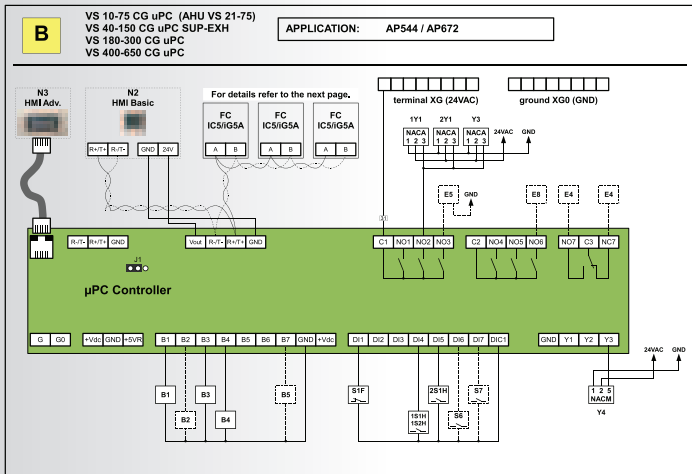 B
VS 10-75 CG uPC (AHU VS 21-75)
VS 40-150 CG uPC SUP-EXH
VS 180-300 CG uPC
VS 400-650 CG uPC
APPLICATION: AP544 / AP672
N3
HMI Adv.
N2
HMI Basic
R+/T+ R-/T- GND 24V
For details refer to the next page.
FC
IC5/iG5A
A B
FC
IC5/iG5A
A B
FC
IC5/iG5A
A B
terminal XG (24VAC)
ground XG0 (GND)
1Y1 2Y1 Y3
NACA NACA NACA
1 2 3 1 2 3 1 2 3
24VAC GND
E5 GND E8 E4 E4
R-/T- R+/T+ GND
Vout R-/T- R+/T+ GND
C1 NO1 NO2 NO3
C2 NO4 NO5 NO6
NO7 C3 NC7
J1
µPC Controller
G G0
+Vdc GND +5VR
B1 B2 B3 B4 B5 B6 B7 GND +Vdc
DI1 DI2 DI3 DI4 DI5 DI6 DI7 DIC1
GND Y1 Y2 Y3
B1 B2 B3 B4 B5
S1F
1S1H
1S2H
2S1H
S6
S7
24VAC GND
1 2 5
NACM
Y4